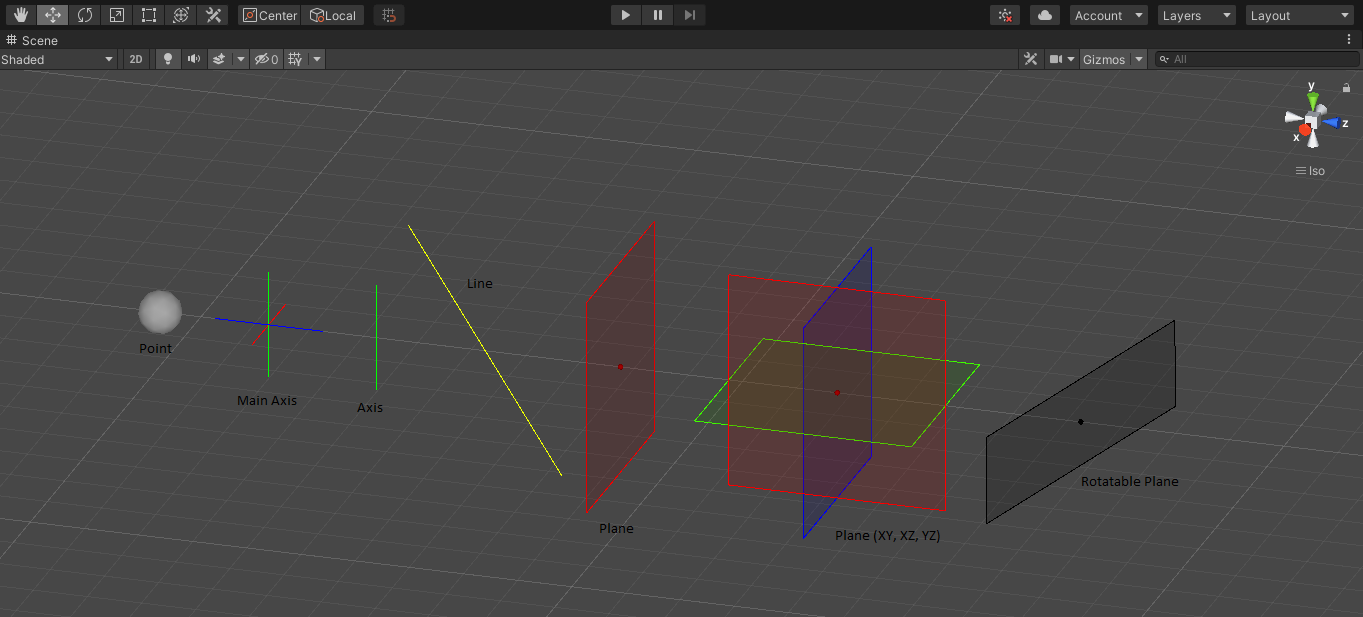 Center
Local
Account
Layers
Layout
Scene
Shaded
2D
0
Gizmos
All
y
z
x
Iso
Line
Point
Main Axis
Axis
Plane
Plane (XY, XZ, YZ)
Rotatable Plane